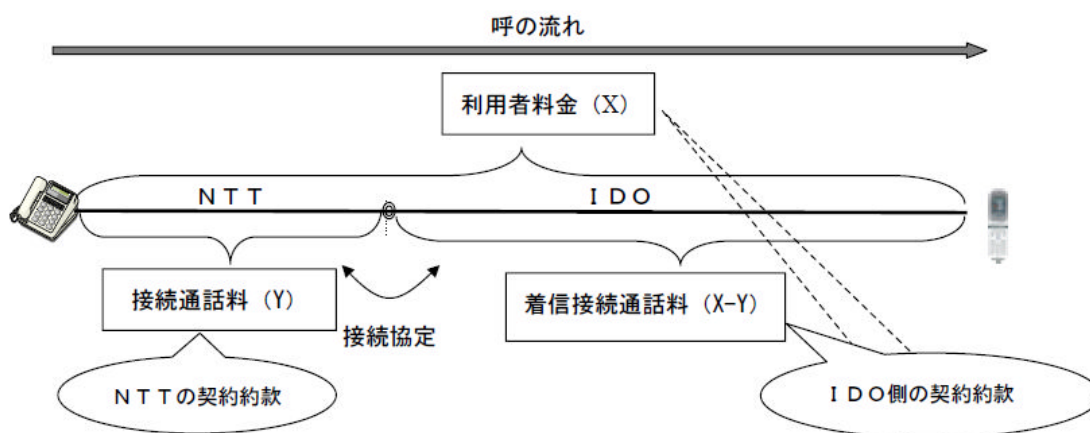 呼の流れ
利用者料金（X）
ＮＴＴ
ＩＤＯ
接続通話料（Y）
着信接続通話料（X-Y）
接続協定
ＮＴＴの契約約款
ＩＤＯ側の契約約款